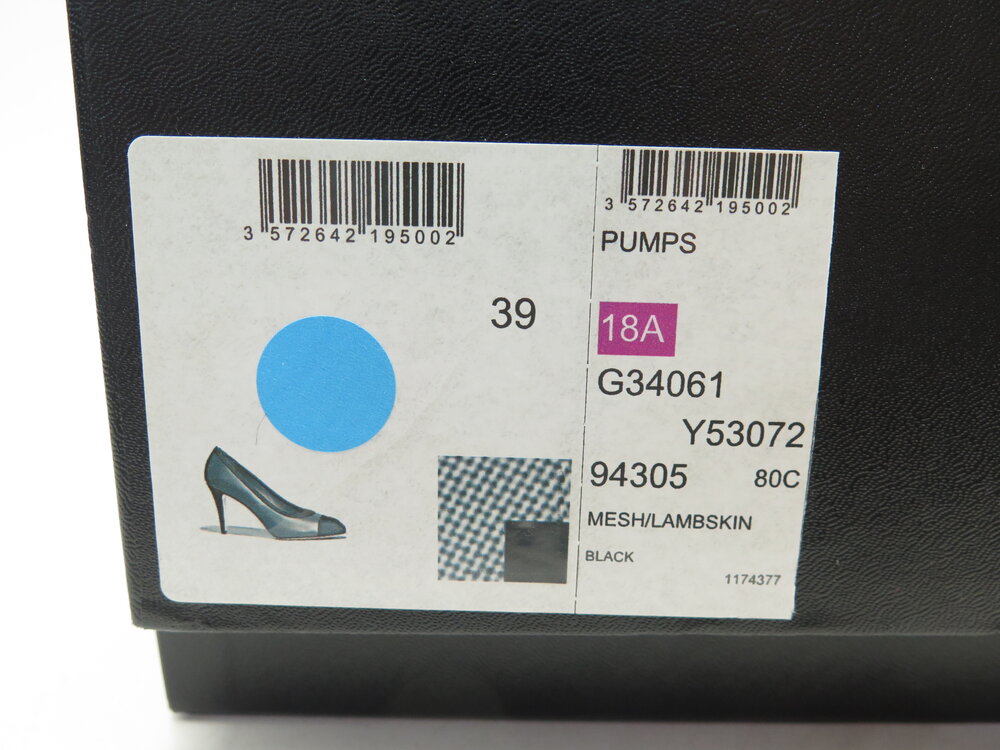 3 572642 195002
39
3 572642 195002
PUMPS
18A
G34061
Y53072
94305 80C
MESH/LAMBSKIN
BLACK
1174377